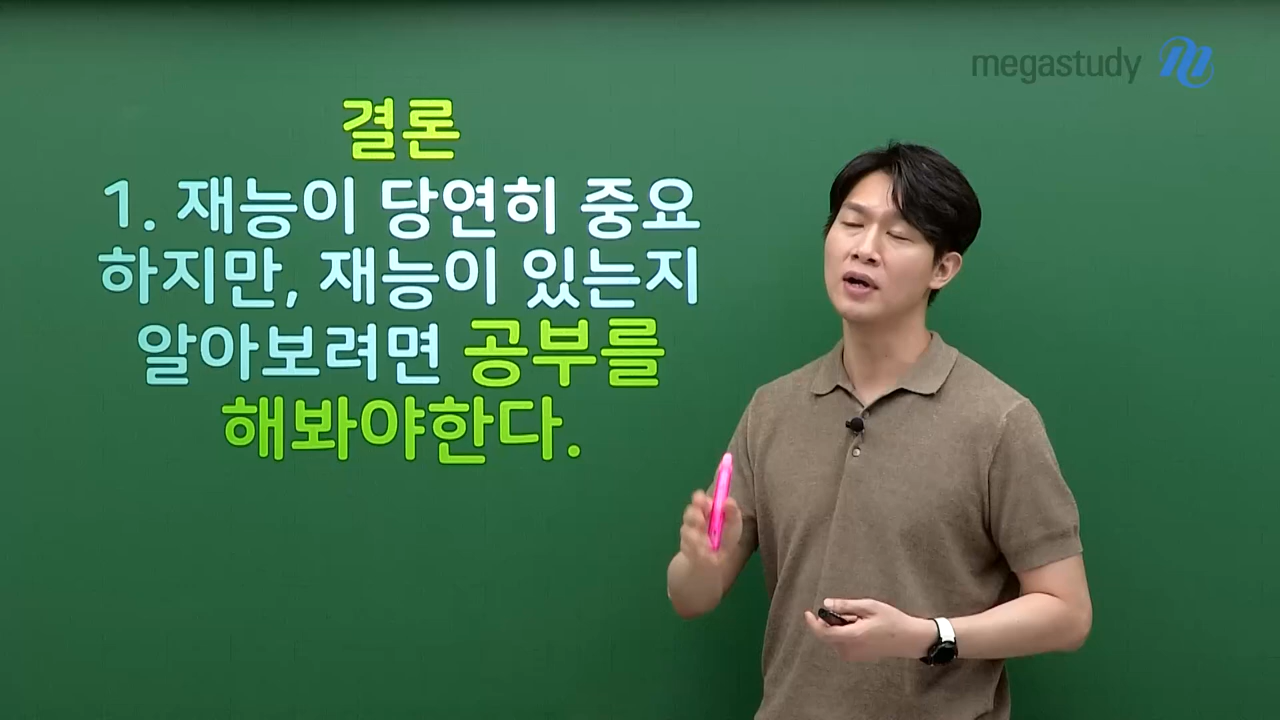 megastudy
결론
1. 재능이 당연히 중요
하지만, 재능이 있는지
알아보려면 공부를
해봐야한다.